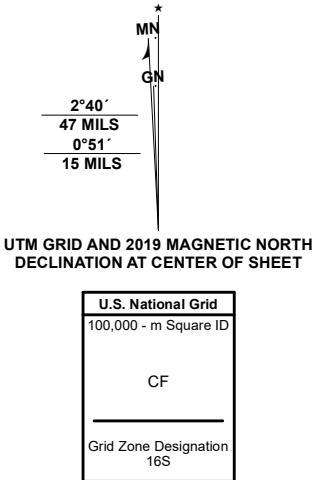 MN
GN
2°40´
47 MILS
0°51´
15 MILS
UTM GRID AND 2019 MAGNETIC NORTH
DECLINATION AT CENTER OF SHEET
U.S. National Grid
100,000 - m Square ID
CF
Grid Zone Designation
16S